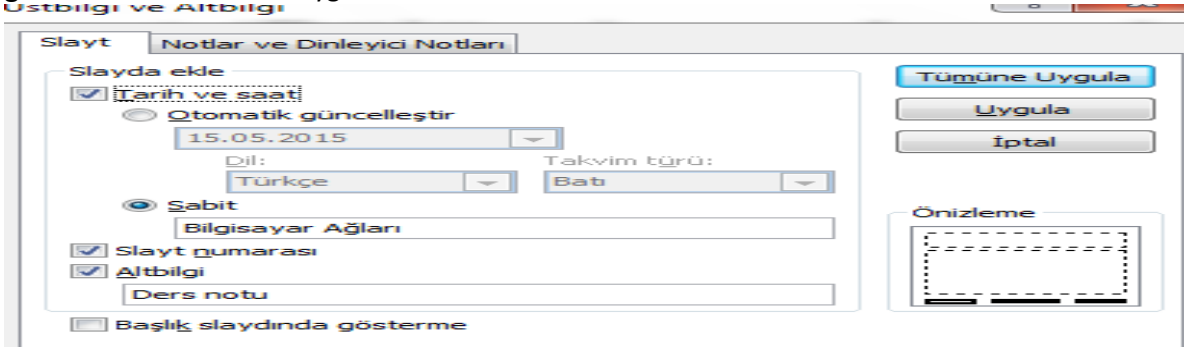 Üstbilgi ve Altbilgi
Slayt Notlar ve Dinleyici Notları
Slayda ekle
Tarih ve saat
Otomatik güncelleştir
15.05.2015
Dil: Takvim türü:
Türkçe Batı
Sabit
Bilgisayar Ağları
Slayt numarası
Altbilgi
Ders notu
Başlık slaydında gösterme
Tümüne Uygula
Uygula
İptal
Önizleme